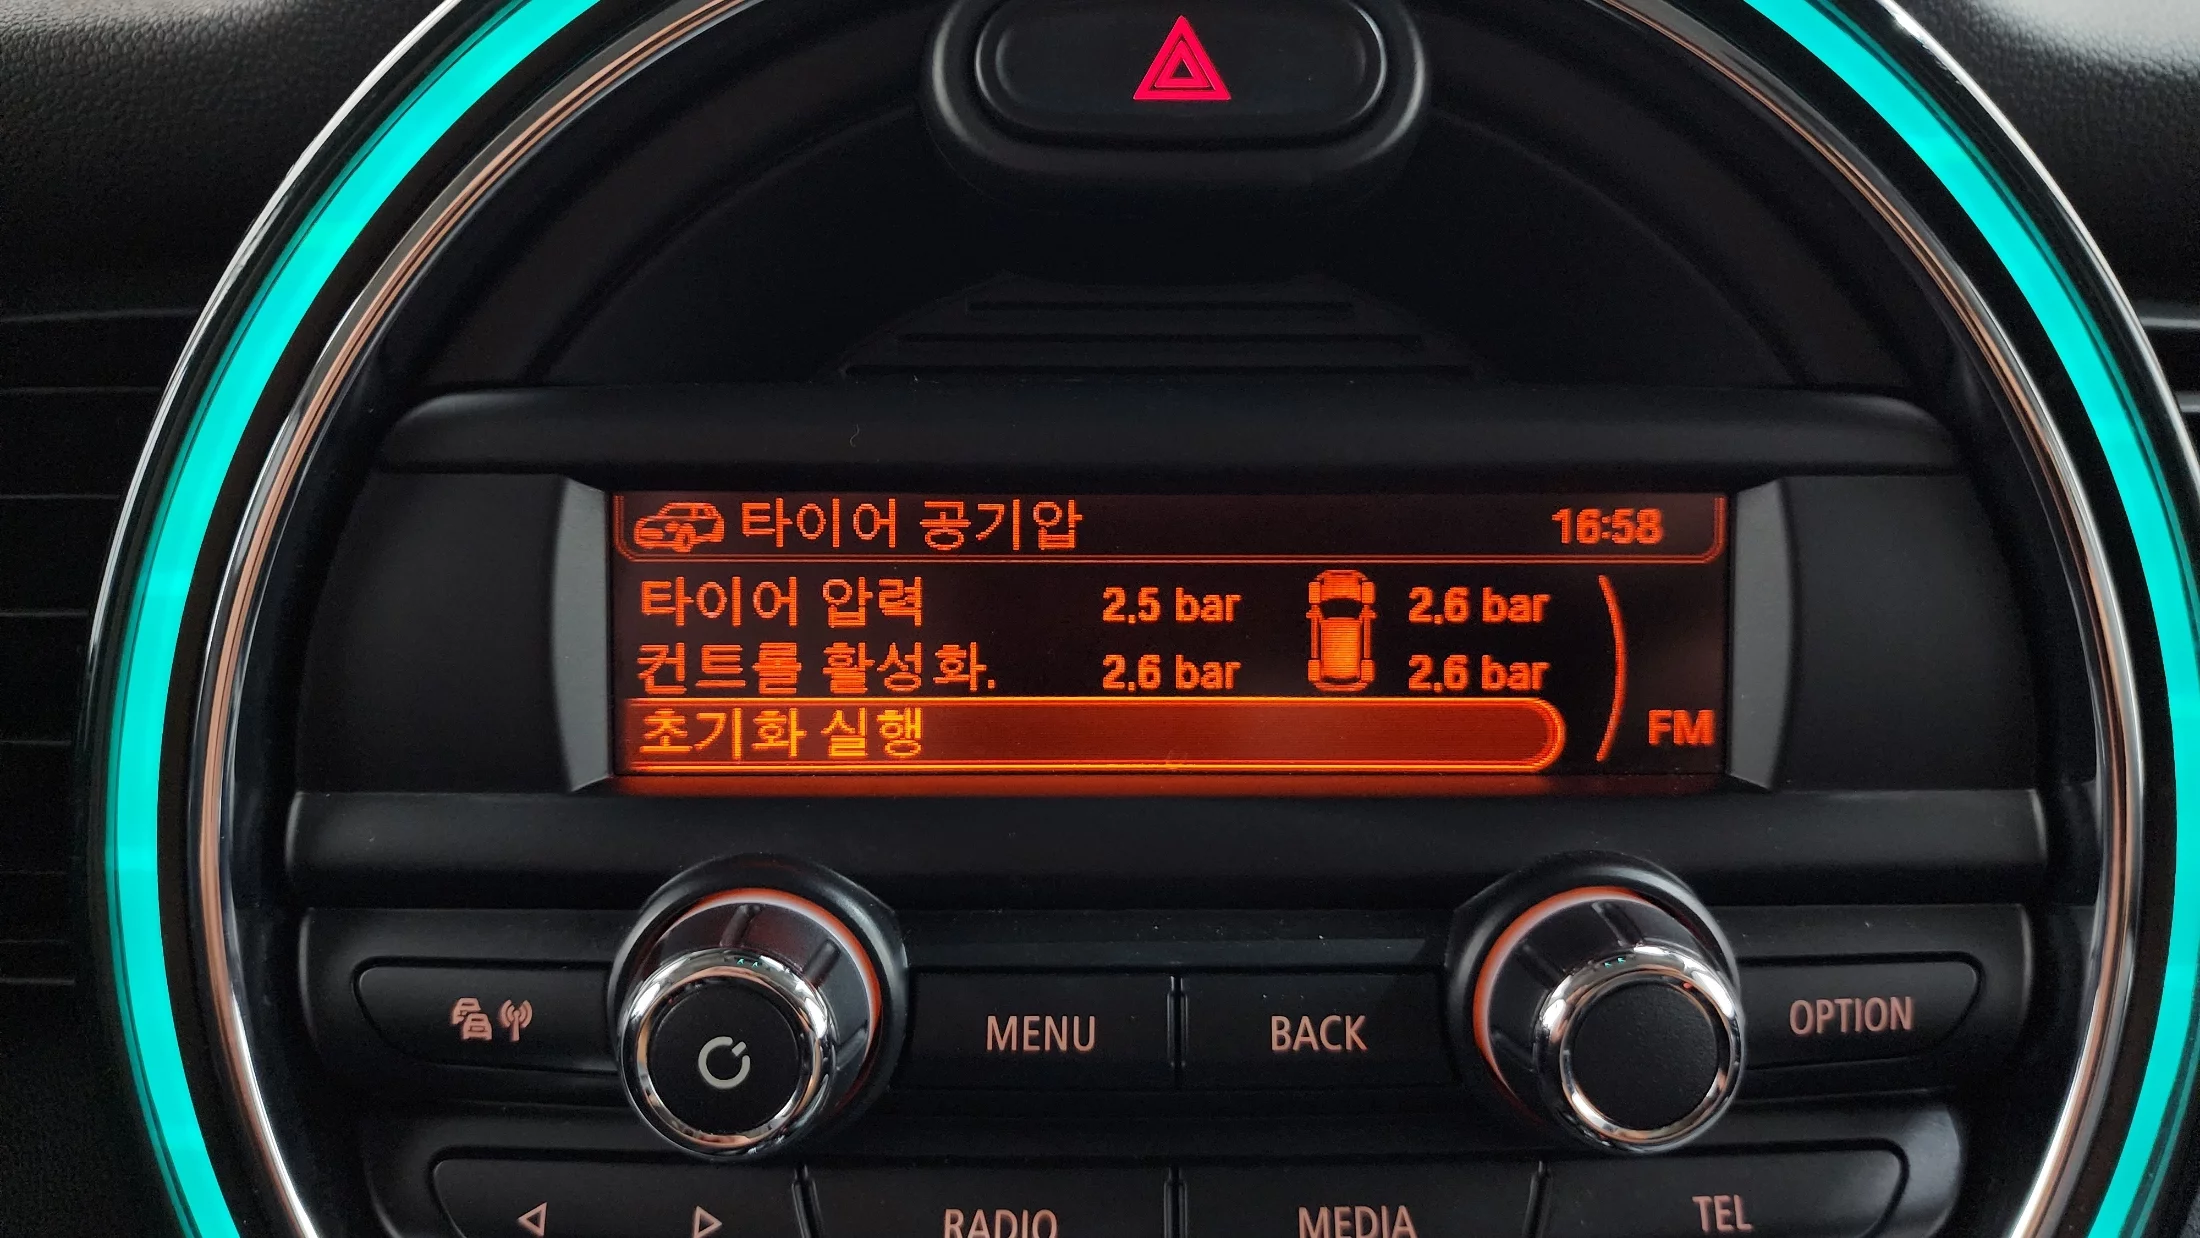 타이어 공기압 16:58
타이어 압력 2.5 bar 2.6 bar
컨트롤 활성화. 2.6 bar 2.6 bar
초기화 실행
FM
MENU BACK OPTION
RADIO MEDIA TEL